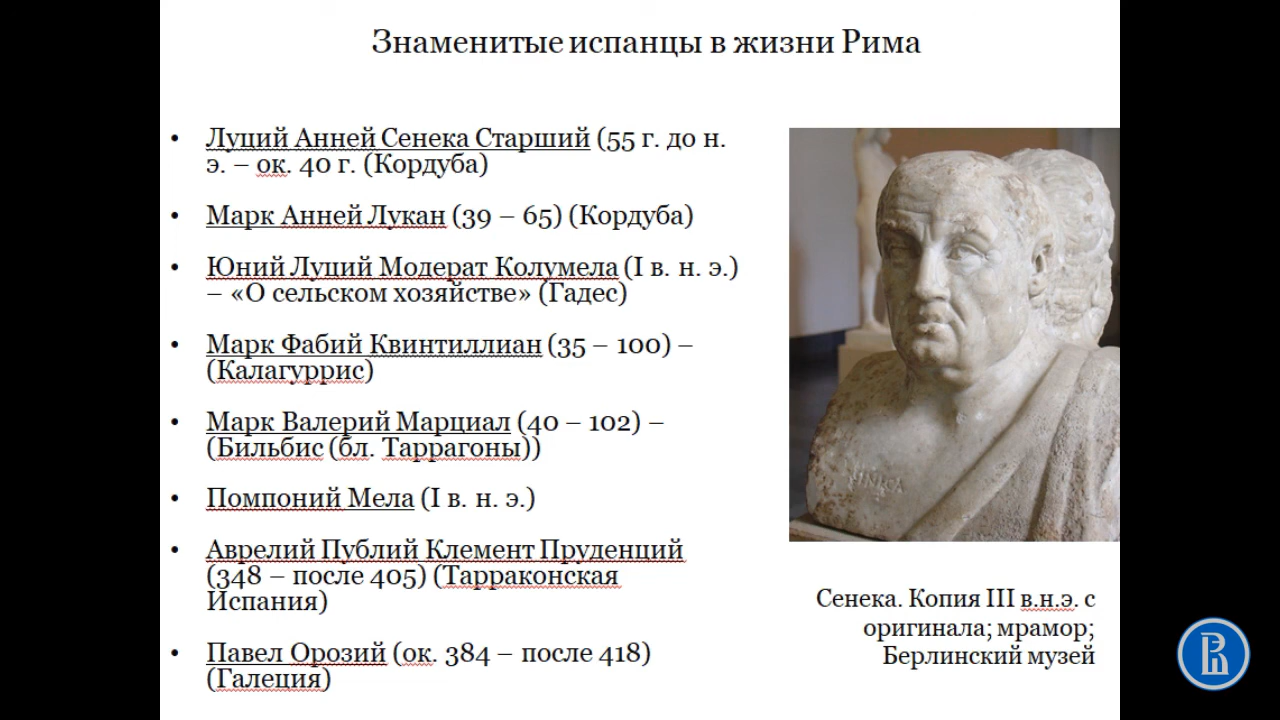 Знаменитые испанцы в жизни Рима
• Луций Анней Сенека Старший (55 г. до н.
э. – ок. 40 г. (Кордуба)
• Марк Анней Лукан (39 – 65) (Кордуба)
• Юний Луций Модерат Колумела (I в. н. э.)
– «О сельском хозяйстве» (Гадес)
• Марк Фабий Квинтиллиан (35 – 100) –
(Калагуррис)
• Марк Валерий Марциал (40 – 102) –
(Бильбис (бл. Таррагоны))
• Помпоний Мела (I в. н. э.)
• Аврелий Публий Клемент Пруденций
(348 – после 405) (Тарраконская
Испания)
• Павел Орозий (ок. 384 – после 418)
(Галеция)
Сенека. Копия III в.н.э. с
оригинала; мрамор;
Берлинский музей